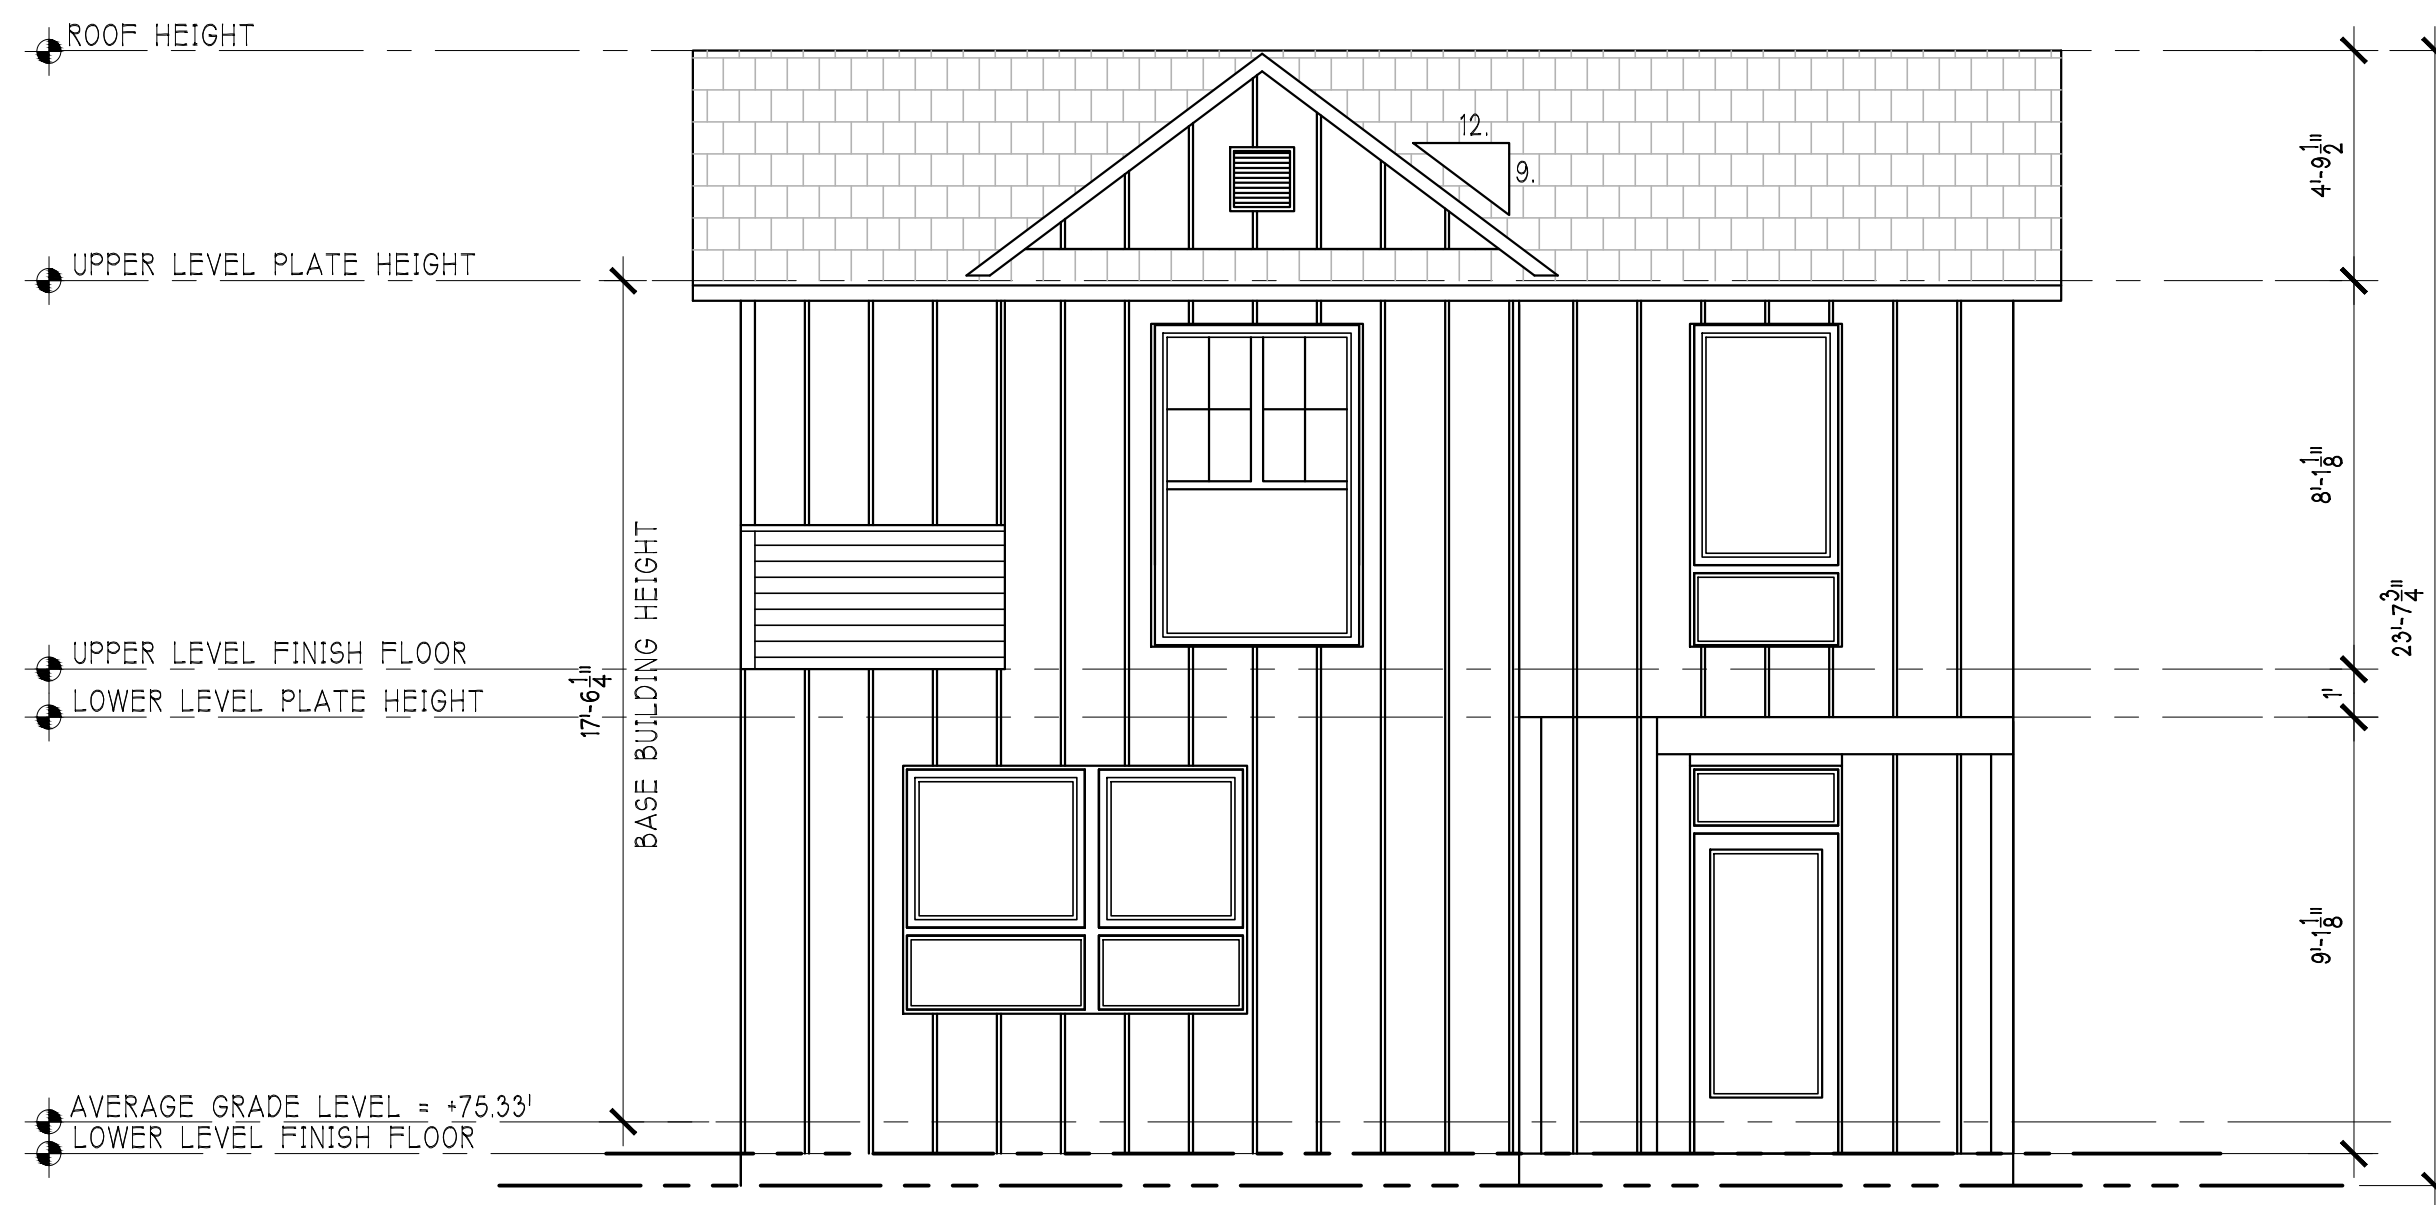 ROOF HEIGHT
12.
9.
4'-9 1/2"
UPPER LEVEL PLATE HEIGHT
8'-1 1/8"
23'-7 3/4"
BASE BUILDING HEIGHT
17'-6 1/4"
UPPER LEVEL FINISH FLOOR
LOWER LEVEL PLATE HEIGHT
1'
9'-1 1/8"
AVERAGE GRADE LEVEL = +75.33'
LOWER LEVEL FINISH FLOOR